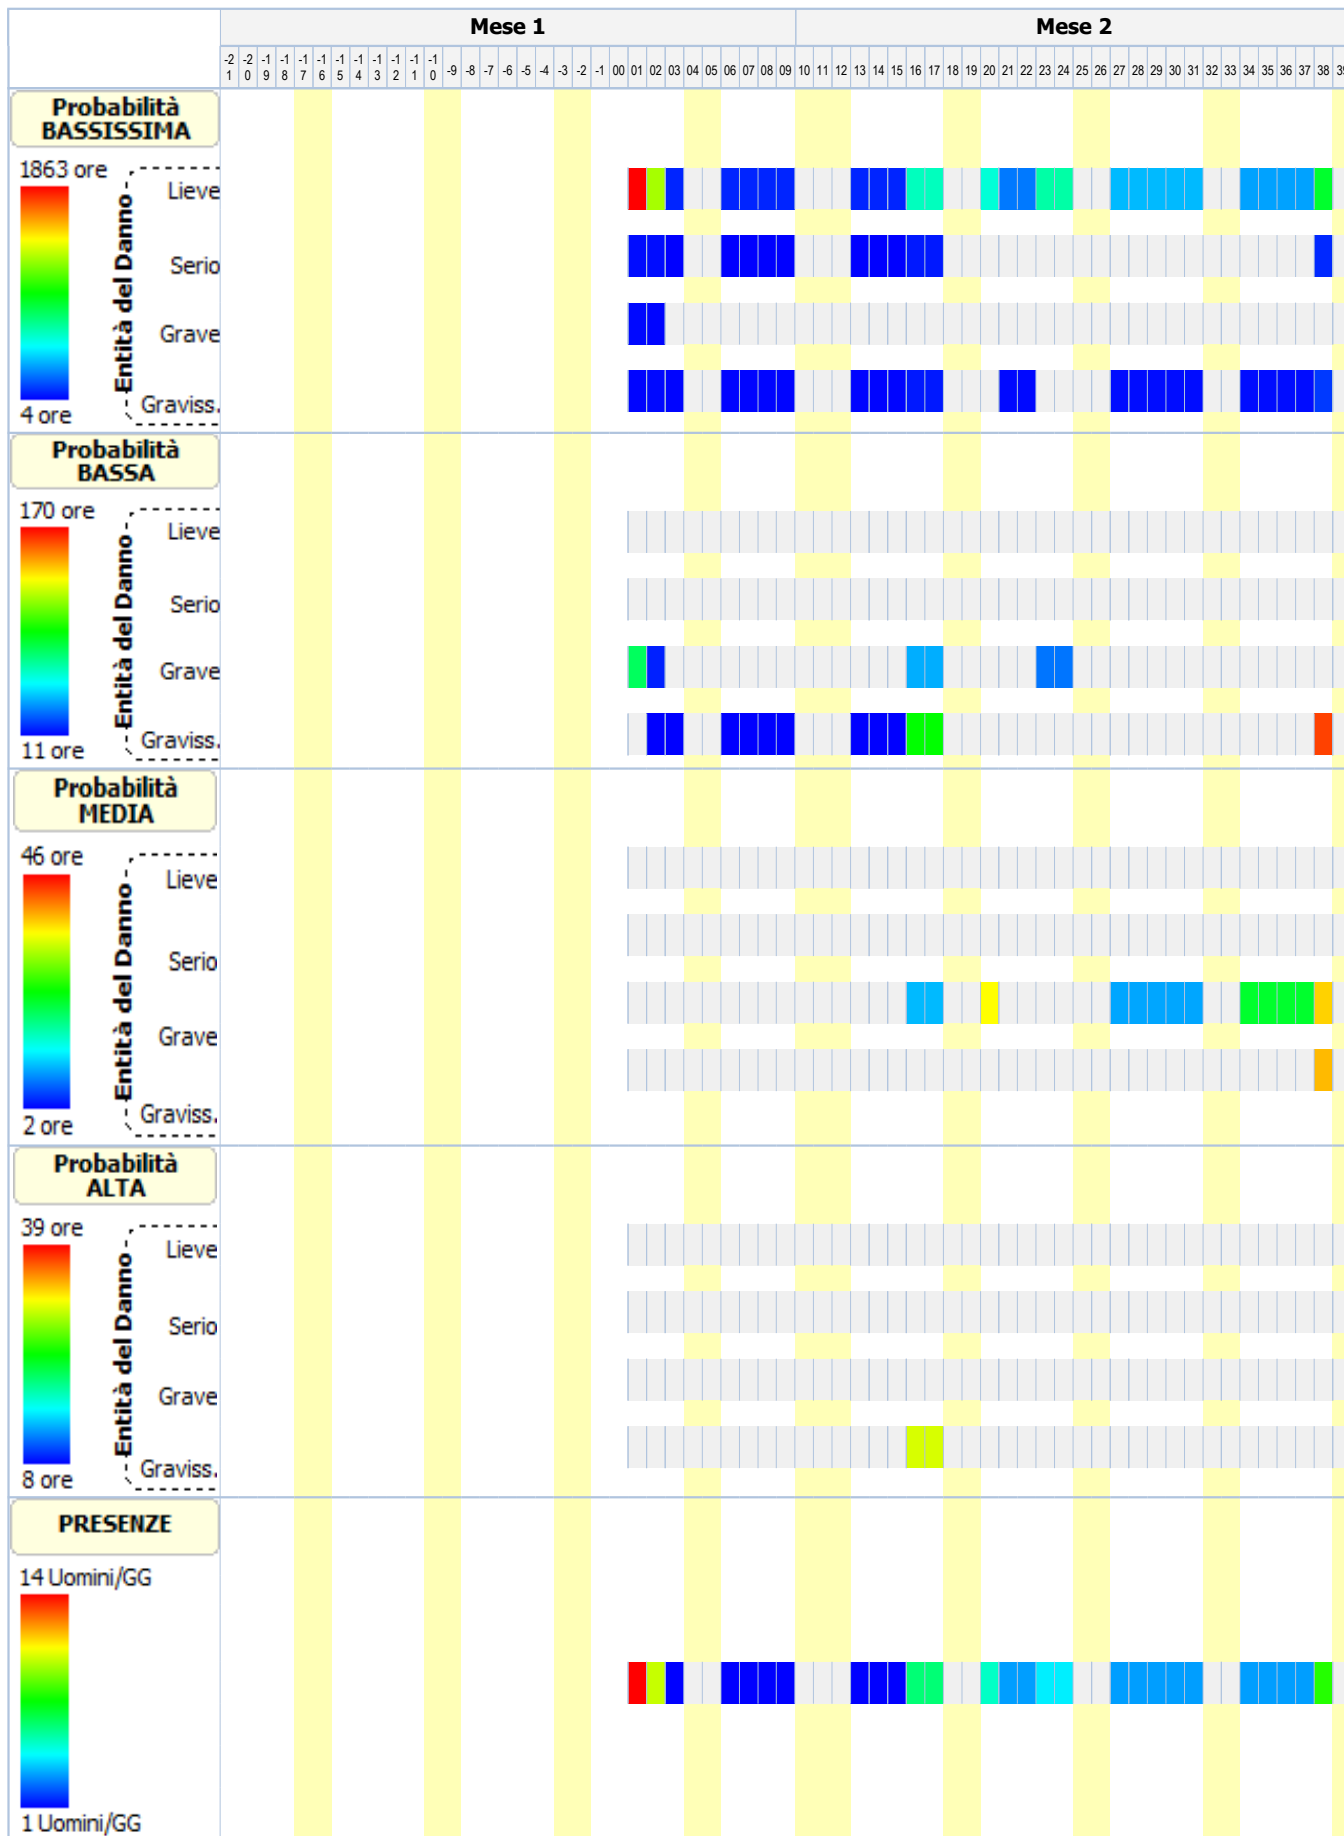 Mese 1 Mese 2
-21 -20 -19 -18 -17 -16 -15 -14 -13 -12 -11 -10 -9 -8 -7 -6 -5 -4 -3 -2 -1 00 01 02 03 04 05 06 07 08 09 10 11 12 13 14 15 16 17 18 19 20 21 22 23 24 25 26 27 28 29 30 31 32 33 34 35 36 37 38 39
Probabilità
BASSISSIMA
1863 ore
Entità del Danno
Lieve
Serio
Grave
Graviss.
4 ore
Probabilità
BASSA
170 ore
Entità del Danno
Lieve
Serio
Grave
Graviss.
11 ore
Probabilità
MEDIA
46 ore
Entità del Danno
Lieve
Serio
Grave
Graviss.
2 ore
Probabilità
ALTA
39 ore
Entità del Danno
Lieve
Serio
Grave
Graviss.
8 ore
PRESENZE
14 Uomini/GG
1 Uomini/GG